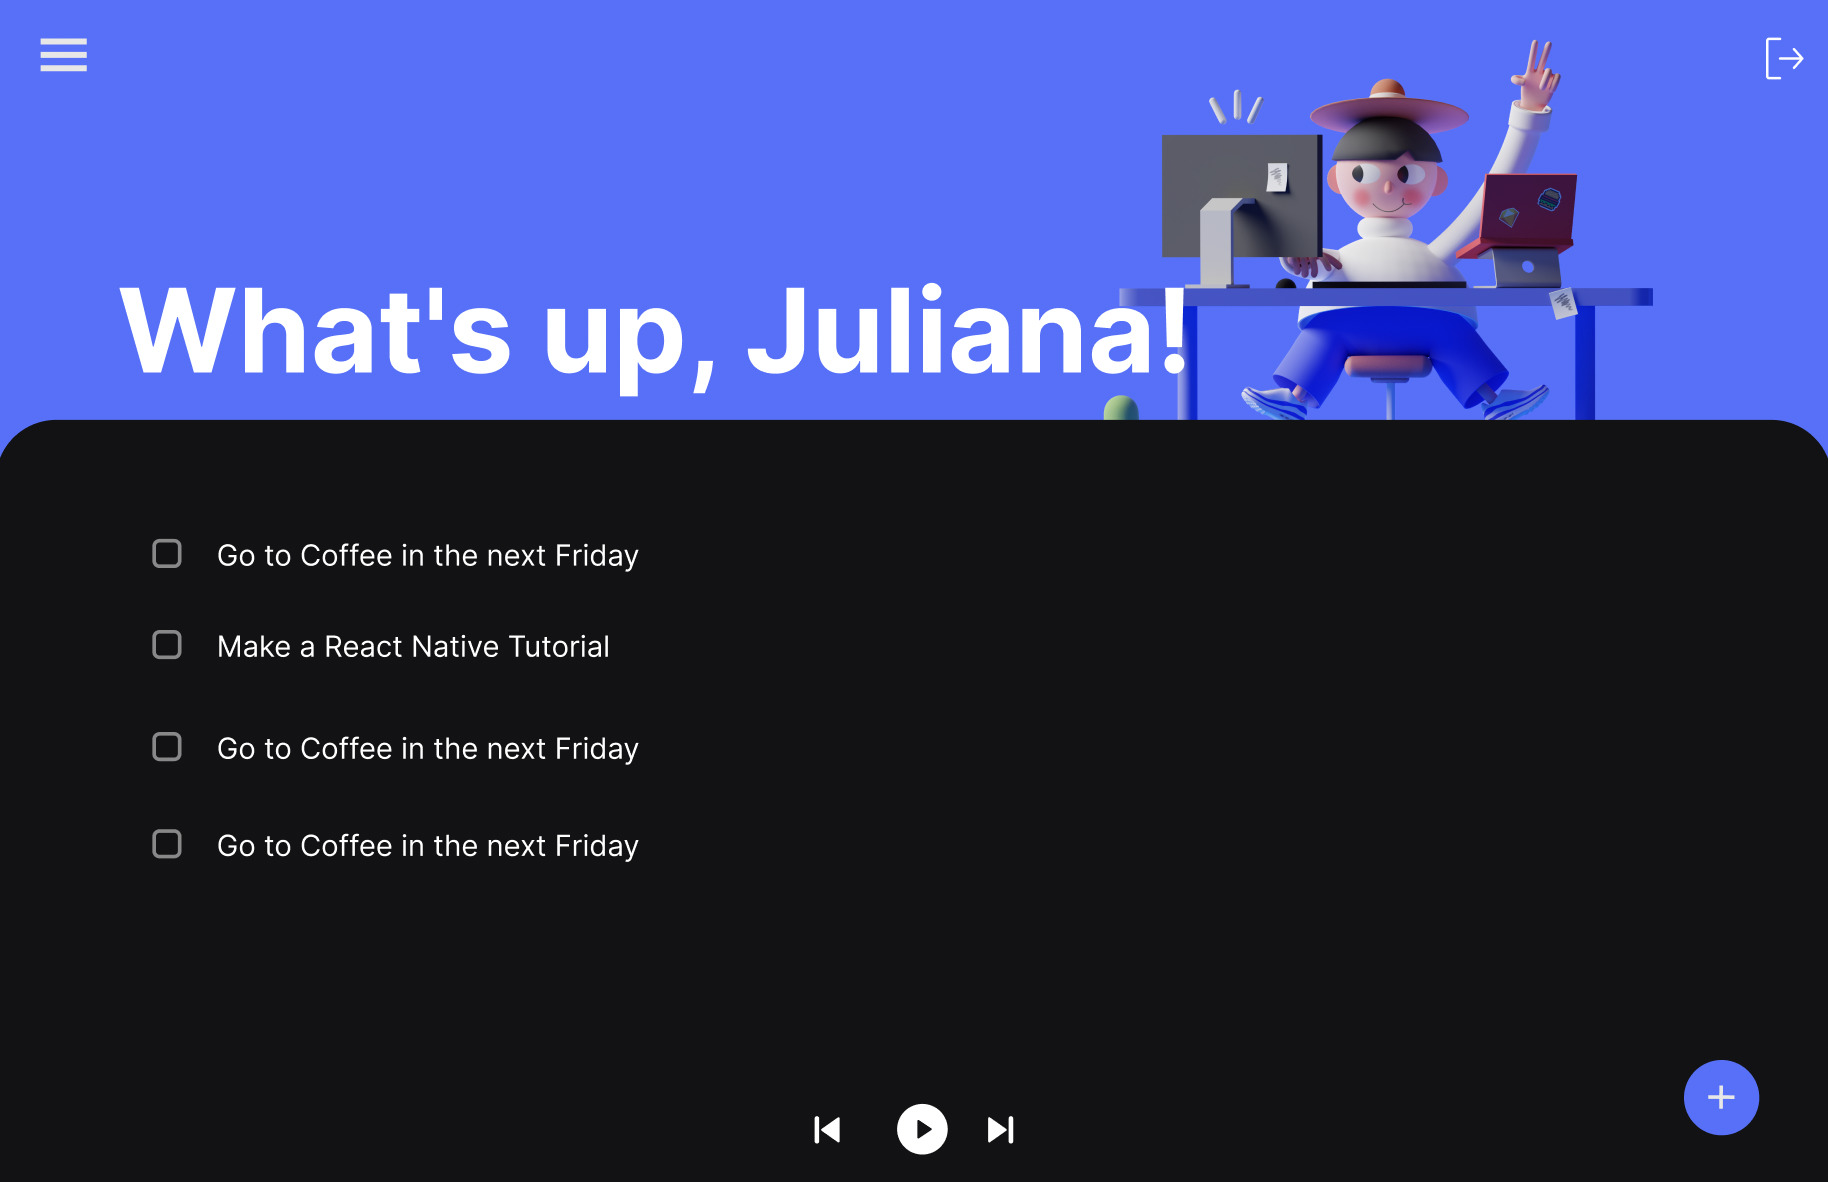 What's up, Juliana!
Go to Coffee in the next Friday
Make a React Native Tutorial
Go to Coffee in the next Friday
Go to Coffee in the next Friday